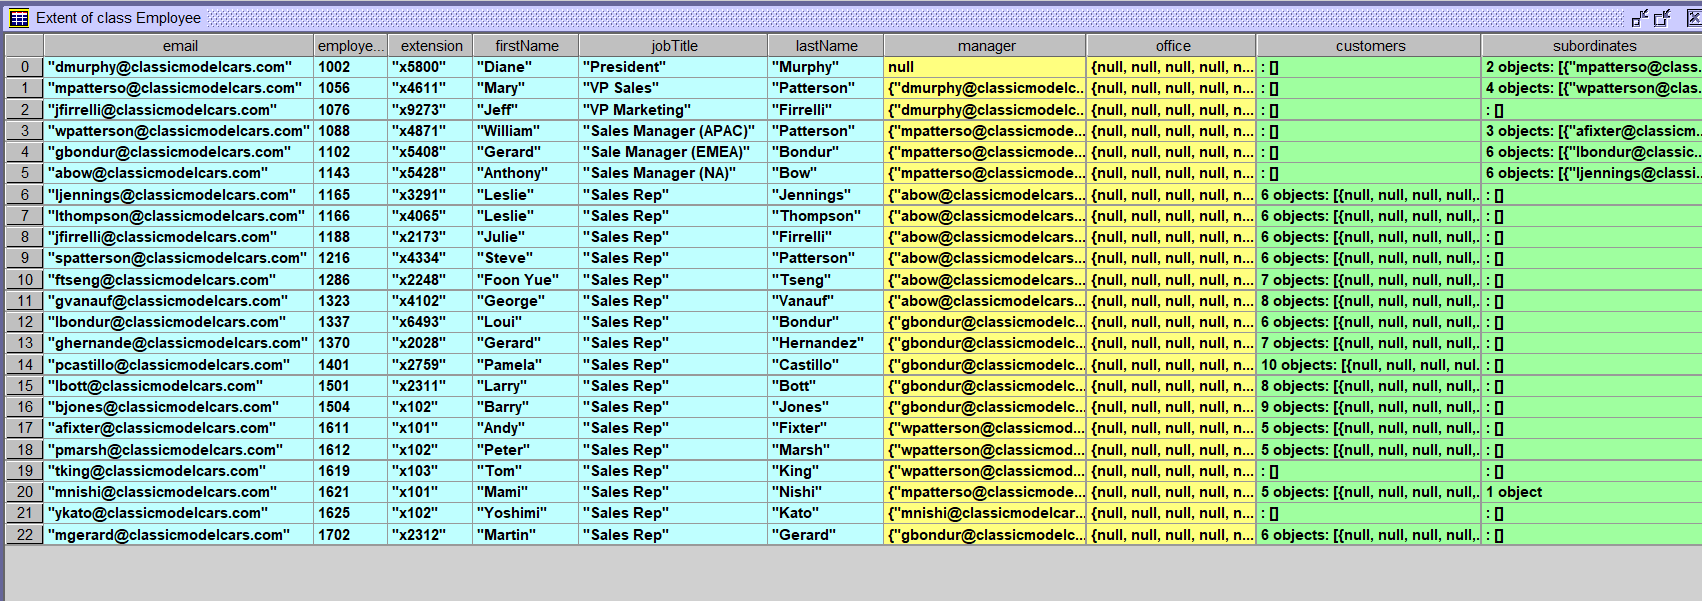 Extent of class Employee
email employe... extension firstName jobTitle lastName manager office customers subordinates
0 "dmurphy@classicmodelcars.com" 1002 "x5800" "Diane" "President" "Murphy" null {null, null, null, null, n... : [] 2 objects: [{"mpatterso@class.
1 "mpatterso@classicmodelcars.com" 1056 "x4611" "Mary" "VP Sales" "Patterson" {"dmurphy@classicmodelc... {null, null, null, null, n... : [] 4 objects: [{"wpatterson@clas.
2 "jfirrelli@classicmodelcars.com" 1076 "x9273" "Jeff" "VP Marketing" "Firrelli" {"dmurphy@classicmodelc... {null, null, null, null, n... : [] : []
3 "wpatterson@classicmodelcars.com" 1088 "x4871" "William" "Sales Manager (APAC)" "Patterson" {"mpatterso@classicmode... {null, null, null, null, n... : [] 3 objects: [{"afixter@classicm...
4 "gbondur@classicmodelcars.com" 1102 "x5408" "Gerard" "Sale Manager (EMEA)" "Bondur" {"mpatterso@classicmode... {null, null, null, null, n... : [] 6 objects: [{"lbondur@classic...
5 "abow@classicmodelcars.com" 1143 "x5428" "Anthony" "Sales Manager (NA)" "Bow" {"mpatterso@classicmode... {null, null, null, null, n... : [] 6 objects: [{"ljennings@classi...
6 "ljennings@classicmodelcars.com" 1165 "x3291" "Leslie" "Sales Rep" "Jennings" {"abow@classicmodelcars... {null, null, null, null, n... 6 objects: [{null, null, null, null,.. : []
7 "lthompson@classicmodelcars.com" 1166 "x4065" "Leslie" "Sales Rep" "Thompson" {"abow@classicmodelcars... {null, null, null, null, n... 6 objects: [{null, null, null, null,.. : []
8 "jfirrelli@classicmodelcars.com" 1188 "x2173" "Julie" "Sales Rep" "Firrelli" {"abow@classicmodelcars... {null, null, null, null, n... 6 objects: [{null, null, null, null,.. : []
9 "spatterson@classicmodelcars.com" 1216 "x4334" "Steve" "Sales Rep" "Patterson" {"abow@classicmodelcars... {null, null, null, null, n... 6 objects: [{null, null, null, null,.. : []
10 "ftseng@classicmodelcars.com" 1286 "x2248" "Foon Yue" "Sales Rep" "Tseng" {"abow@classicmodelcars... {null, null, null, null, n... 7 objects: [{null, null, null, null,.. : []
11 "gvanauf@classicmodelcars.com" 1323 "x4102" "George" "Sales Rep" "Vanauf" {"abow@classicmodelcars... {null, null, null, null, n... 8 objects: [{null, null, null, null,.. : []
12 "lbondur@classicmodelcars.com" 1337 "x6493" "Loui" "Sales Rep" "Bondur" {"gbondur@classicmodelc... {null, null, null, null, n... 6 objects: [{null, null, null, null,.. : []
13 "ghernande@classicmodelcars.com" 1370 "x2028" "Gerard" "Sales Rep" "Hernandez" {"gbondur@classicmodelc... {null, null, null, null, n... 7 objects: [{null, null, null, null,.. : []
14 "pcastillo@classicmodelcars.com" 1401 "x2759" "Pamela" "Sales Rep" "Castillo" {"gbondur@classicmodelc... {null, null, null, null, n... 10 objects: [{null, null, null, nul.. : []
15 "lbott@classicmodelcars.com" 1501 "x2311" "Larry" "Sales Rep" "Bott" {"gbondur@classicmodelc... {null, null, null, null, n... 8 objects: [{null, null, null, null,.. : []
16 "bjones@classicmodelcars.com" 1504 "x102" "Barry" "Sales Rep" "Jones" {"gbondur@classicmodelc... {null, null, null, null, n... 9 objects: [{null, null, null, null,.. : []
17 "afixter@classicmodelcars.com" 1611 "x101" "Andy" "Sales Rep" "Fixter" {"wpatterson@classicmod... {null, null, null, null, n... 5 objects: [{null, null, null, null,.. : []
18 "pmarsh@classicmodelcars.com" 1612 "x102" "Peter" "Sales Rep" "Marsh" {"wpatterson@classicmod... {null, null, null, null, n... 5 objects: [{null, null, null, null,.. : []
19 "tking@classicmodelcars.com" 1619 "x103" "Tom" "Sales Rep" "King" {"wpatterson@classicmod... {null, null, null, null, n... : [] : []
20 "mnishi@classicmodelcars.com" 1621 "x101" "Mami" "Sales Rep" "Nishi" {"mpatterso@classicmode... {null, null, null, null, n... 5 objects: [{null, null, null, null,.. 1 object
21 "ykato@classicmodelcars.com" 1625 "x102" "Yoshimi" "Sales Rep" "Kato" {"mnishi@classicmodelcar... {null, null, null, null, n... : [] : []
22 "mgerard@classicmodelcars.com" 1702 "x2312" "Martin" "Sales Rep" "Gerard" {"gbondur@classicmodelc... {null, null, null, null, n... 6 objects: [{null, null, null, null,.. : []